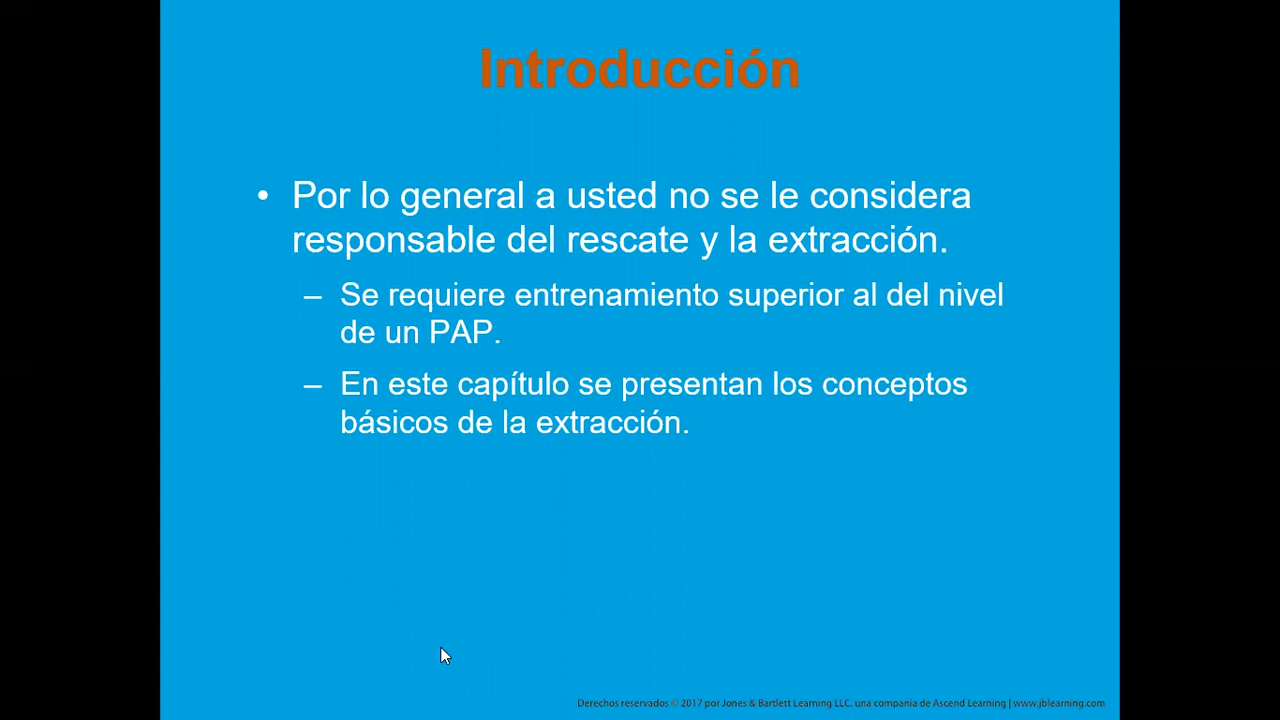 Introducción
• Por lo general a usted no se le considera
responsable del rescate y la extracción.
– Se requiere entrenamiento superior al del nivel
de un PAP.
– En este capítulo se presentan los conceptos
básicos de la extracción.
Derechos reservados © 2017 por Jones & Bartlett Learning LLC. una compañía de Ascend Learning | www.jblearning.com